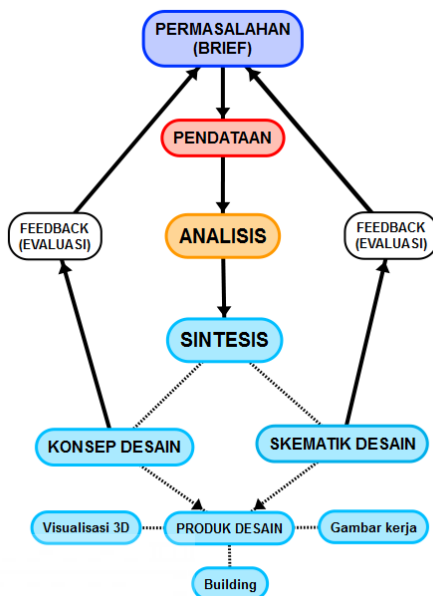 PERMASALAHAN
(BRIEF)
PENDATAAN
FEEDBACK
(EVALUASI)
ANALISIS
FEEDBACK
(EVALUASI)
SINTESIS
KONSEP DESAIN
SKEMATIK DESAIN
Visualisasi 3D
PRODUK DESAIN
Gambar kerja
Building